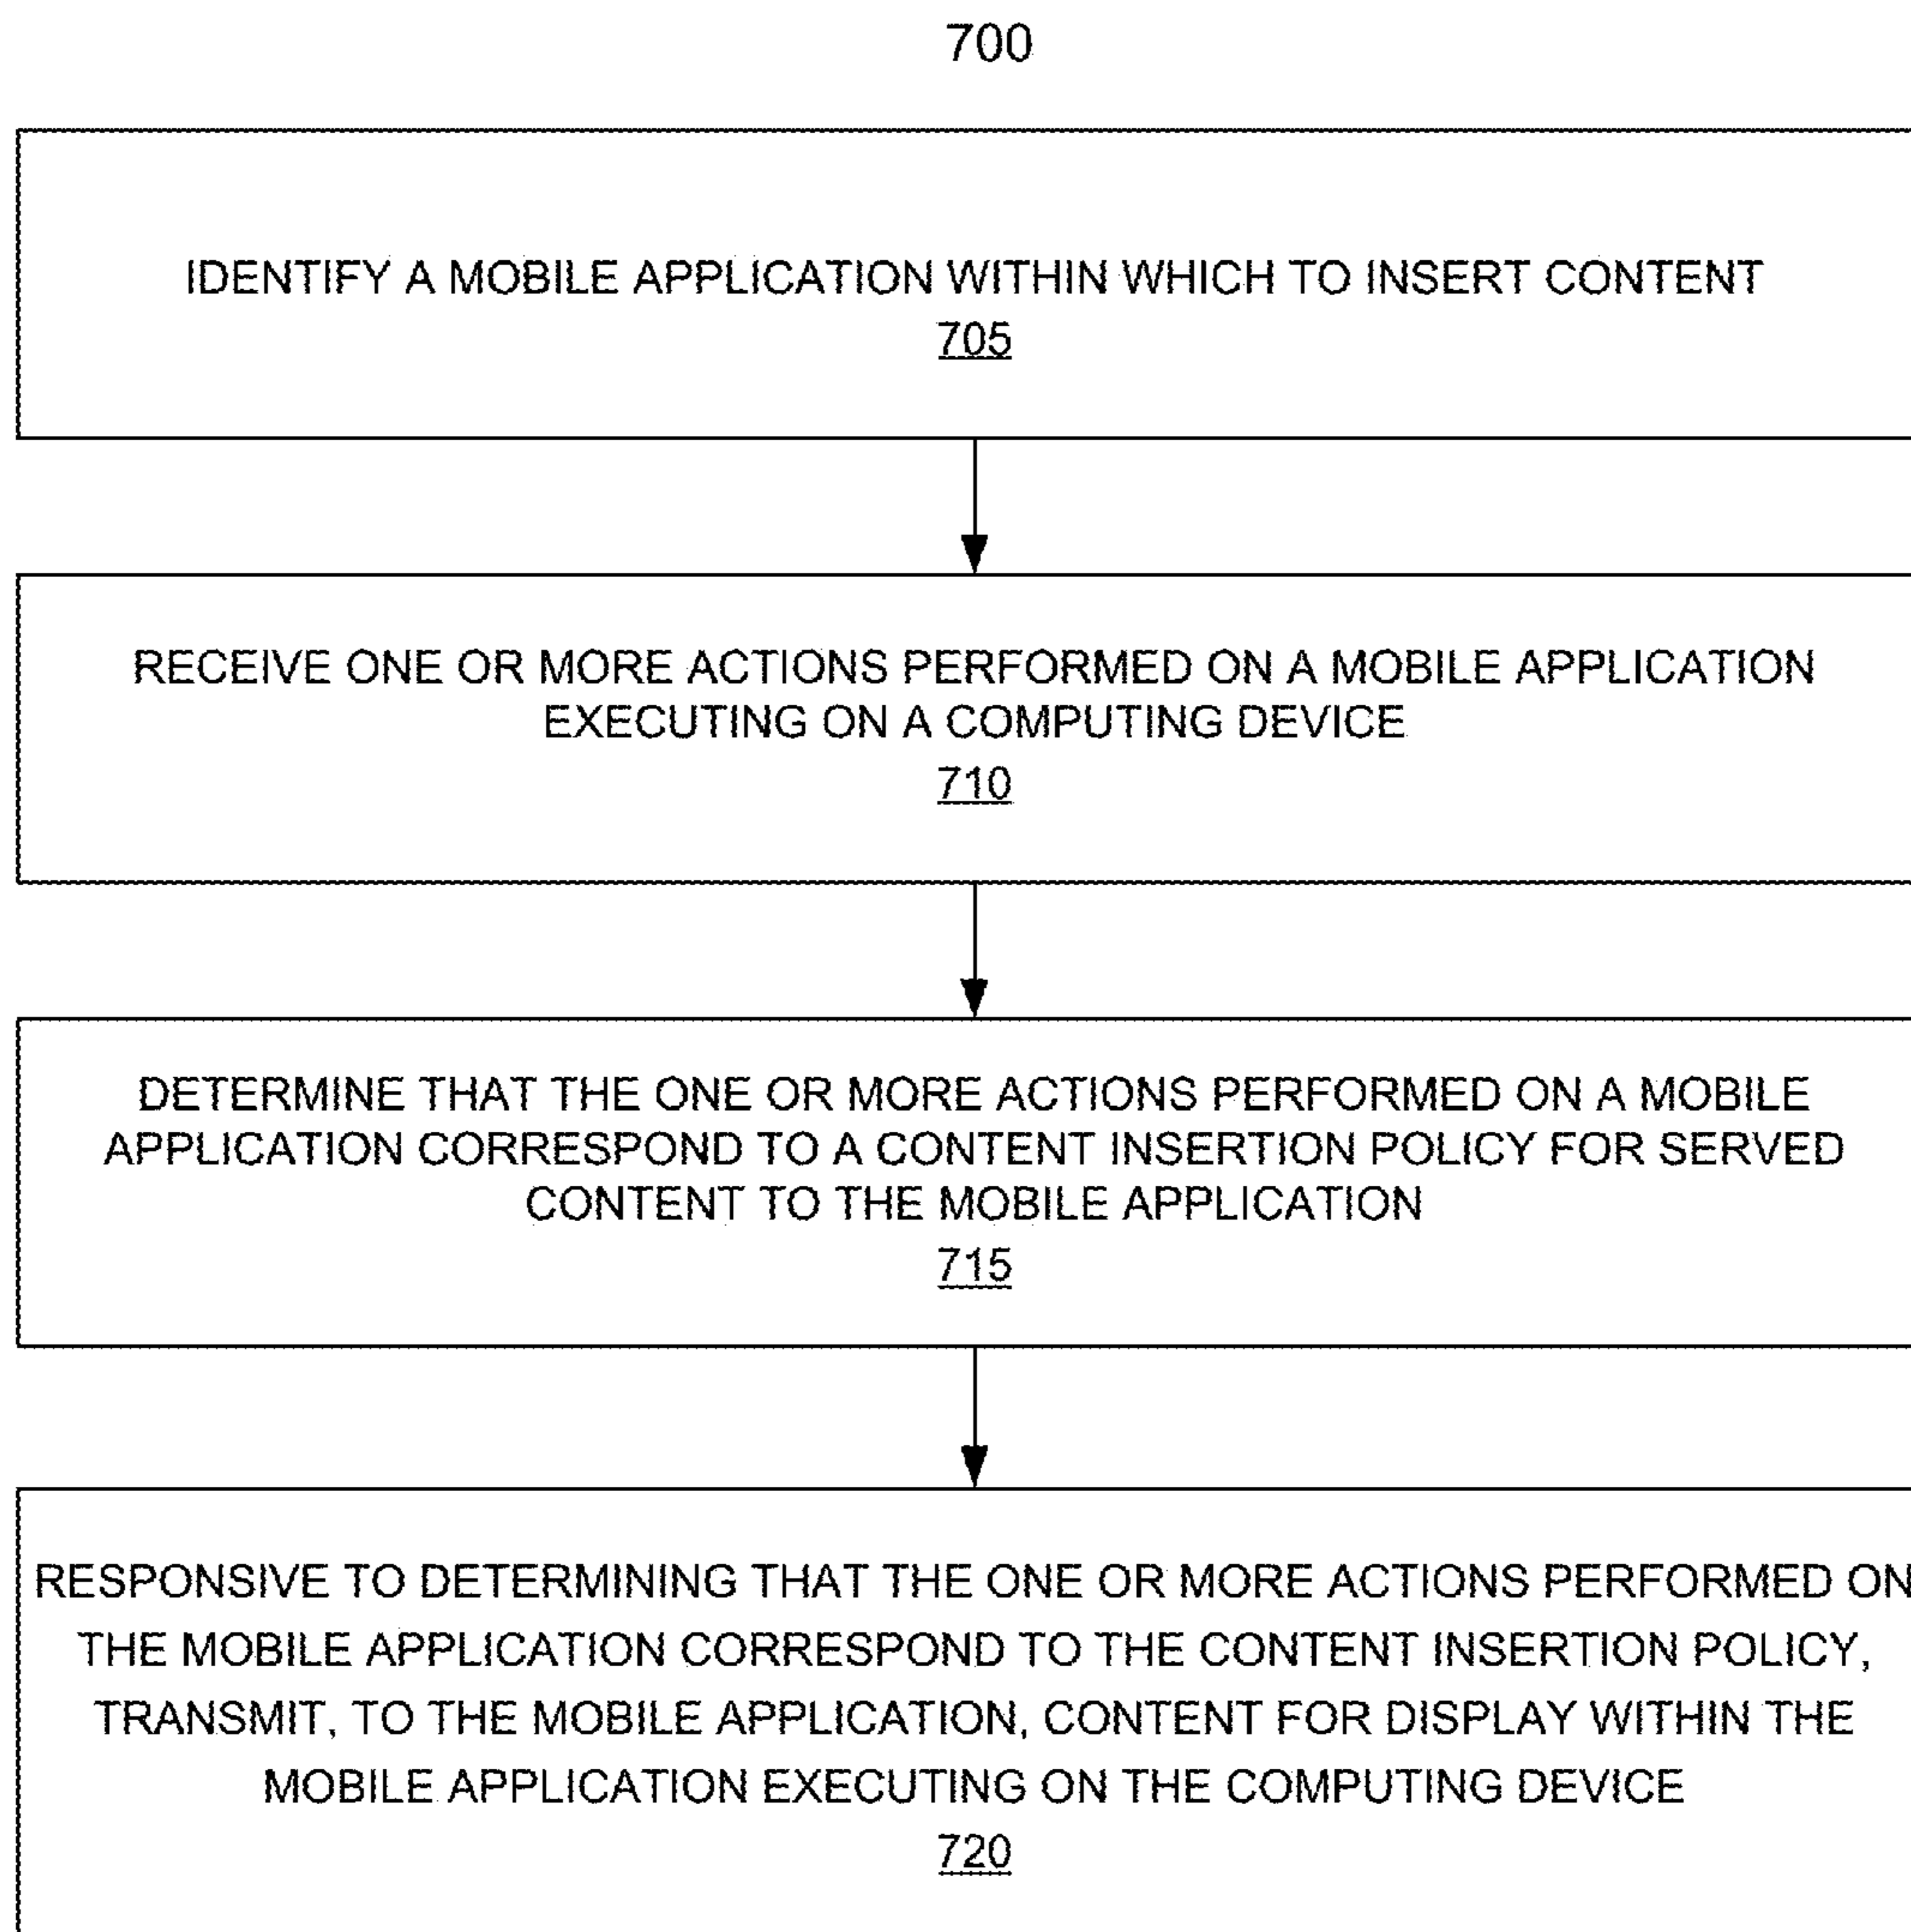 700
IDENTIFY A MOBILE APPLICATION WITHIN WHICH TO INSERT CONTENT
705
RECEIVE ONE OR MORE ACTIONS PERFORMED ON A MOBILE APPLICATION
EXECUTING ON A COMPUTING DEVICE
710
DETERMINE THAT THE ONE OR MORE ACTIONS PERFORMED ON A MOBILE
APPLICATION CORRESPOND TO A CONTENT INSERTION POLICY FOR SERVED
CONTENT TO THE MOBILE APPLICATION
715
RESPONSIVE TO DETERMINING THAT THE ONE OR MORE ACTIONS PERFORMED ON
THE MOBILE APPLICATION CORRESPOND TO THE CONTENT INSERTION POLICY,
TRANSMIT, TO THE MOBILE APPLICATION, CONTENT FOR DISPLAY WITHIN THE
MOBILE APPLICATION EXECUTING ON THE COMPUTING DEVICE
720